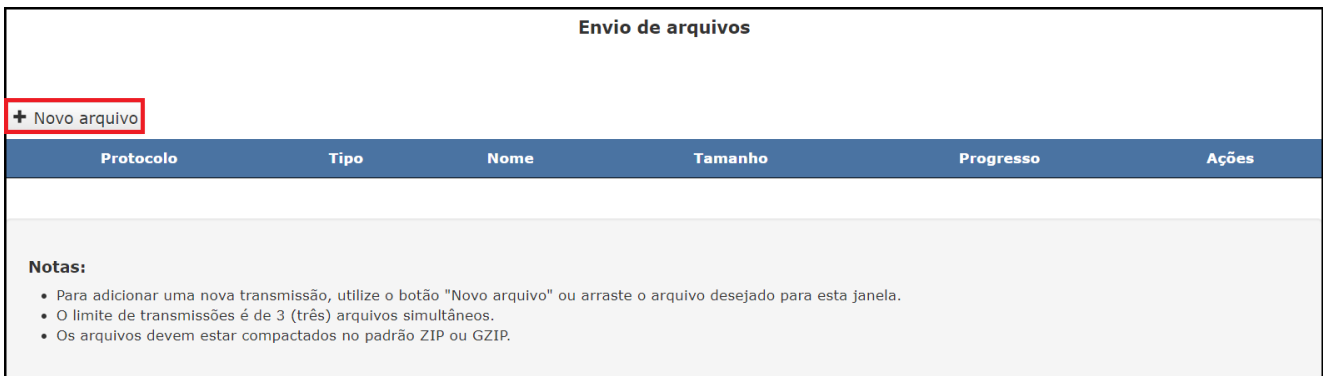 Envio de arquivos
+ Novo arquivo
Protocolo Tipo Nome Tamanho Progresso Ações
Notas:
• Para adicionar uma nova transmissão, utilize o botão "Novo arquivo" ou arraste o arquivo desejado para esta janela.
• O limite de transmissões é de 3 (três) arquivos simultâneos.
• Os arquivos devem estar compactados no padrão ZIP ou GZIP.